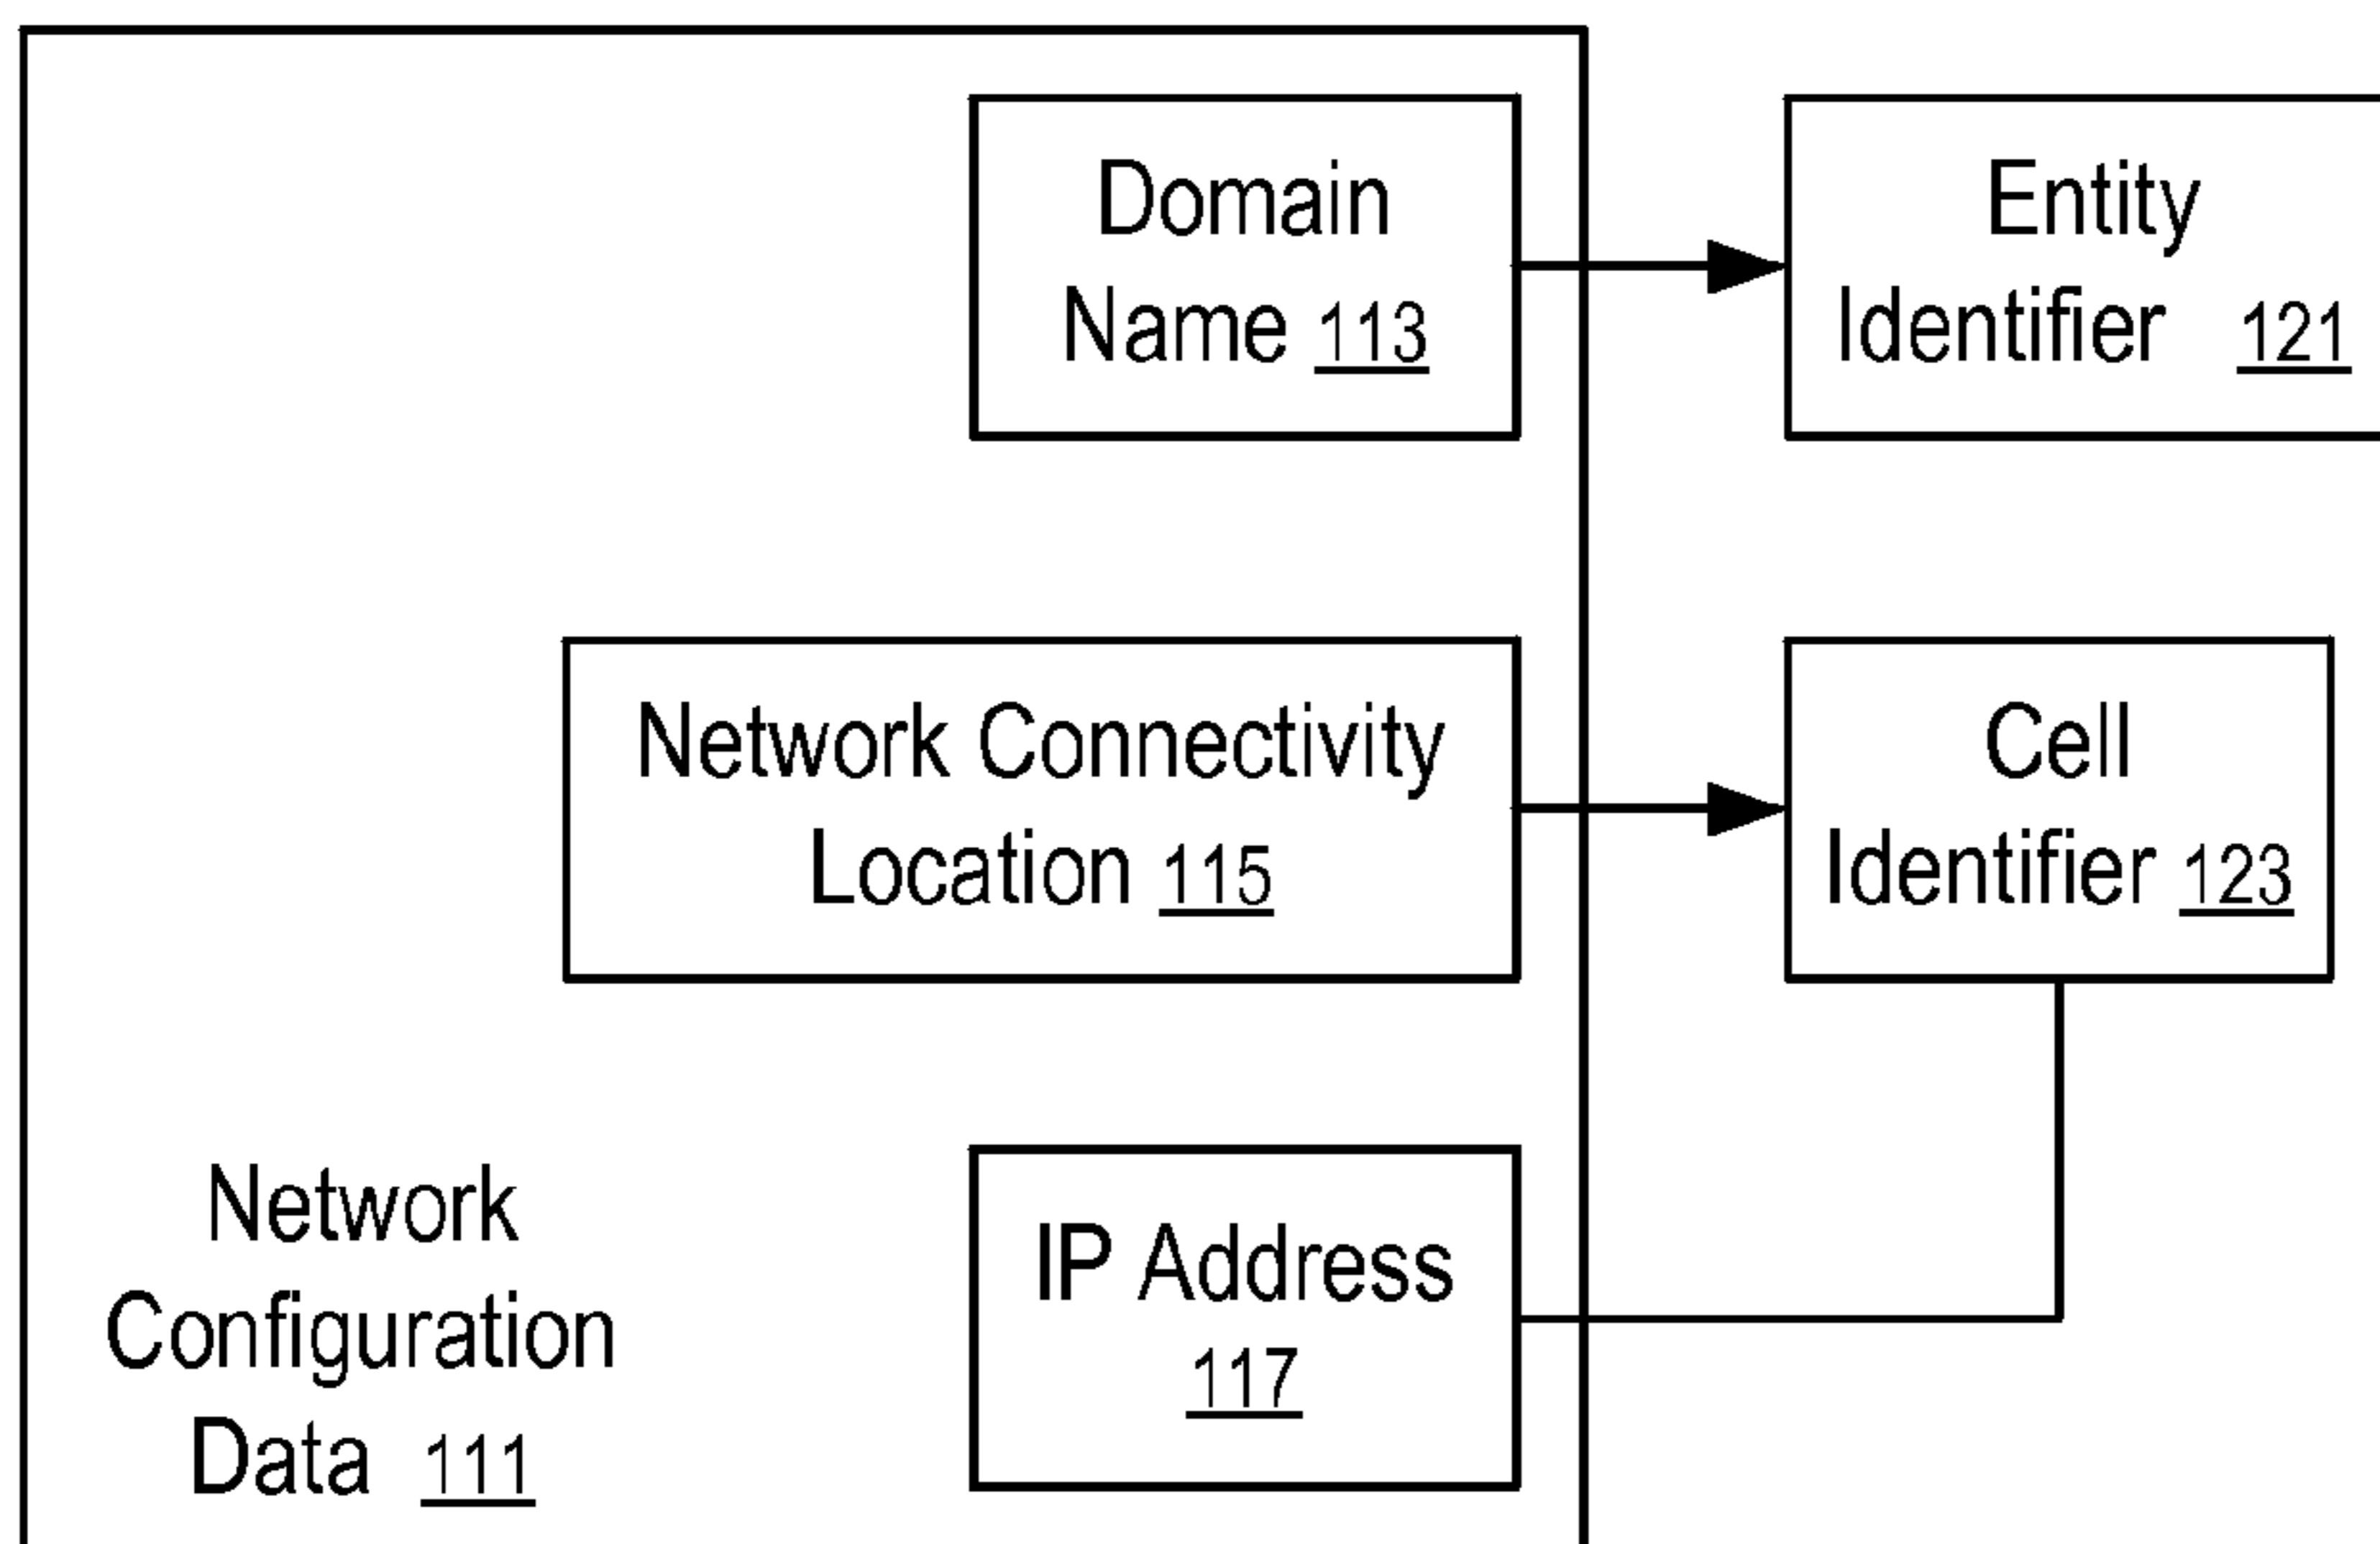 Domain
Name 113
Entity
Identifier 121
Network Connectivity
Location 115
Cell
Identifier 123
Network
Configuration
Data 111
IP Address
117